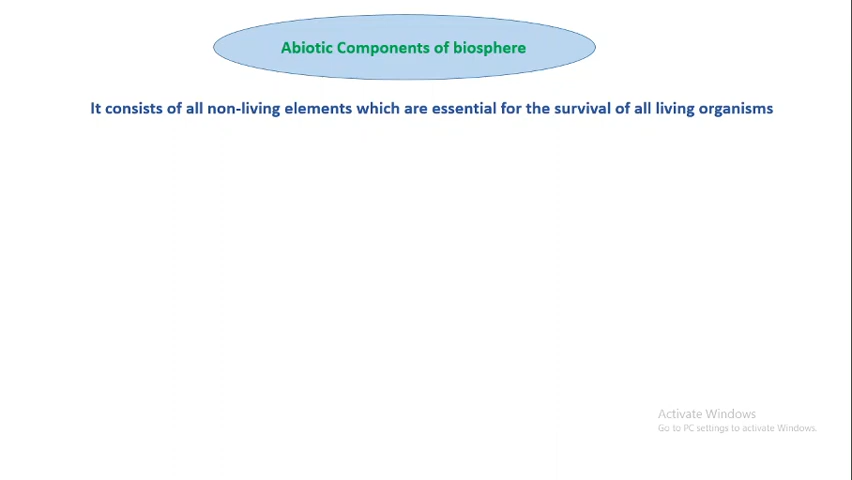 Abiotic Components of biosphere
It consists of all non-living elements which are essential for the survival of all living organisms
Activate Windows
Go to PC settings to activate Windows.